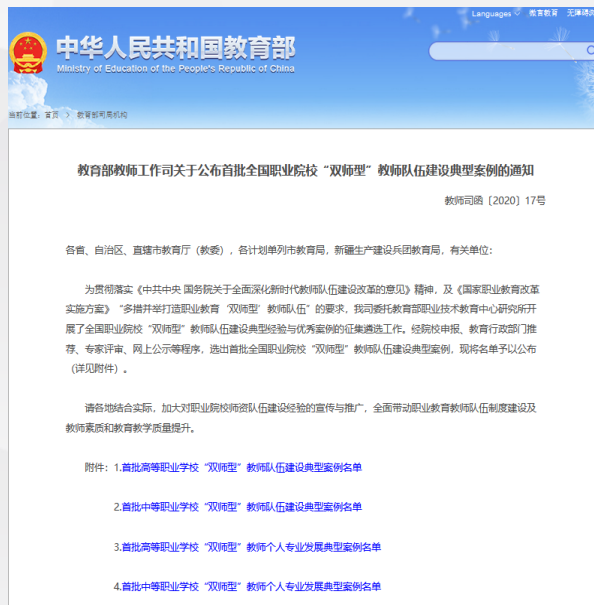 Languages 教育教育 无障碍
中华人民共和国教育部
Ministry of Education of the People's Republic of China
当前位置：首页 > 教育部司局机构
教育部教师工作司关于公布首批全国职业院校“双师型”教师队伍建设典型案例的通知
教师司函〔2020〕17号
各省、自治区、直辖市教育厅（教委），各计划单列市教育局，新疆生产建设兵团教育局，有关单位：
为贯彻落实《中共中央 国务院关于全面深化新时代教师队伍建设改革的意见》精神，及《国家职业教育改革
实施方案》“多措并举打造职业教育‘双师型’教师队伍”的要求，我司委托教育部职业技术教育中心研究所开
展了全国职业院校“双师型”教师队伍建设典型经验与优秀案例的征集遴选工作。经院校申报、教育行政部门推
荐、专家评审、网上公示等程序，选出首批全国职业院校“双师型”教师队伍建设典型案例，现将名单予以公布
（详见附件）。
请各地结合实际，加大对职业院校师资队伍建设经验的宣传与推广，全面带动职业教育教师队伍制度建设及
教师素质和教育教学质量提升。
附件：1.首批高等职业学校“双师型”教师队伍建设典型案例名单
2.首批中等职业学校“双师型”教师队伍建设典型案例名单
3.首批高等职业学校“双师型”教师个人专业发展典型案例名单
4.首批中等职业学校“双师型”教师个人专业发展典型案例名单